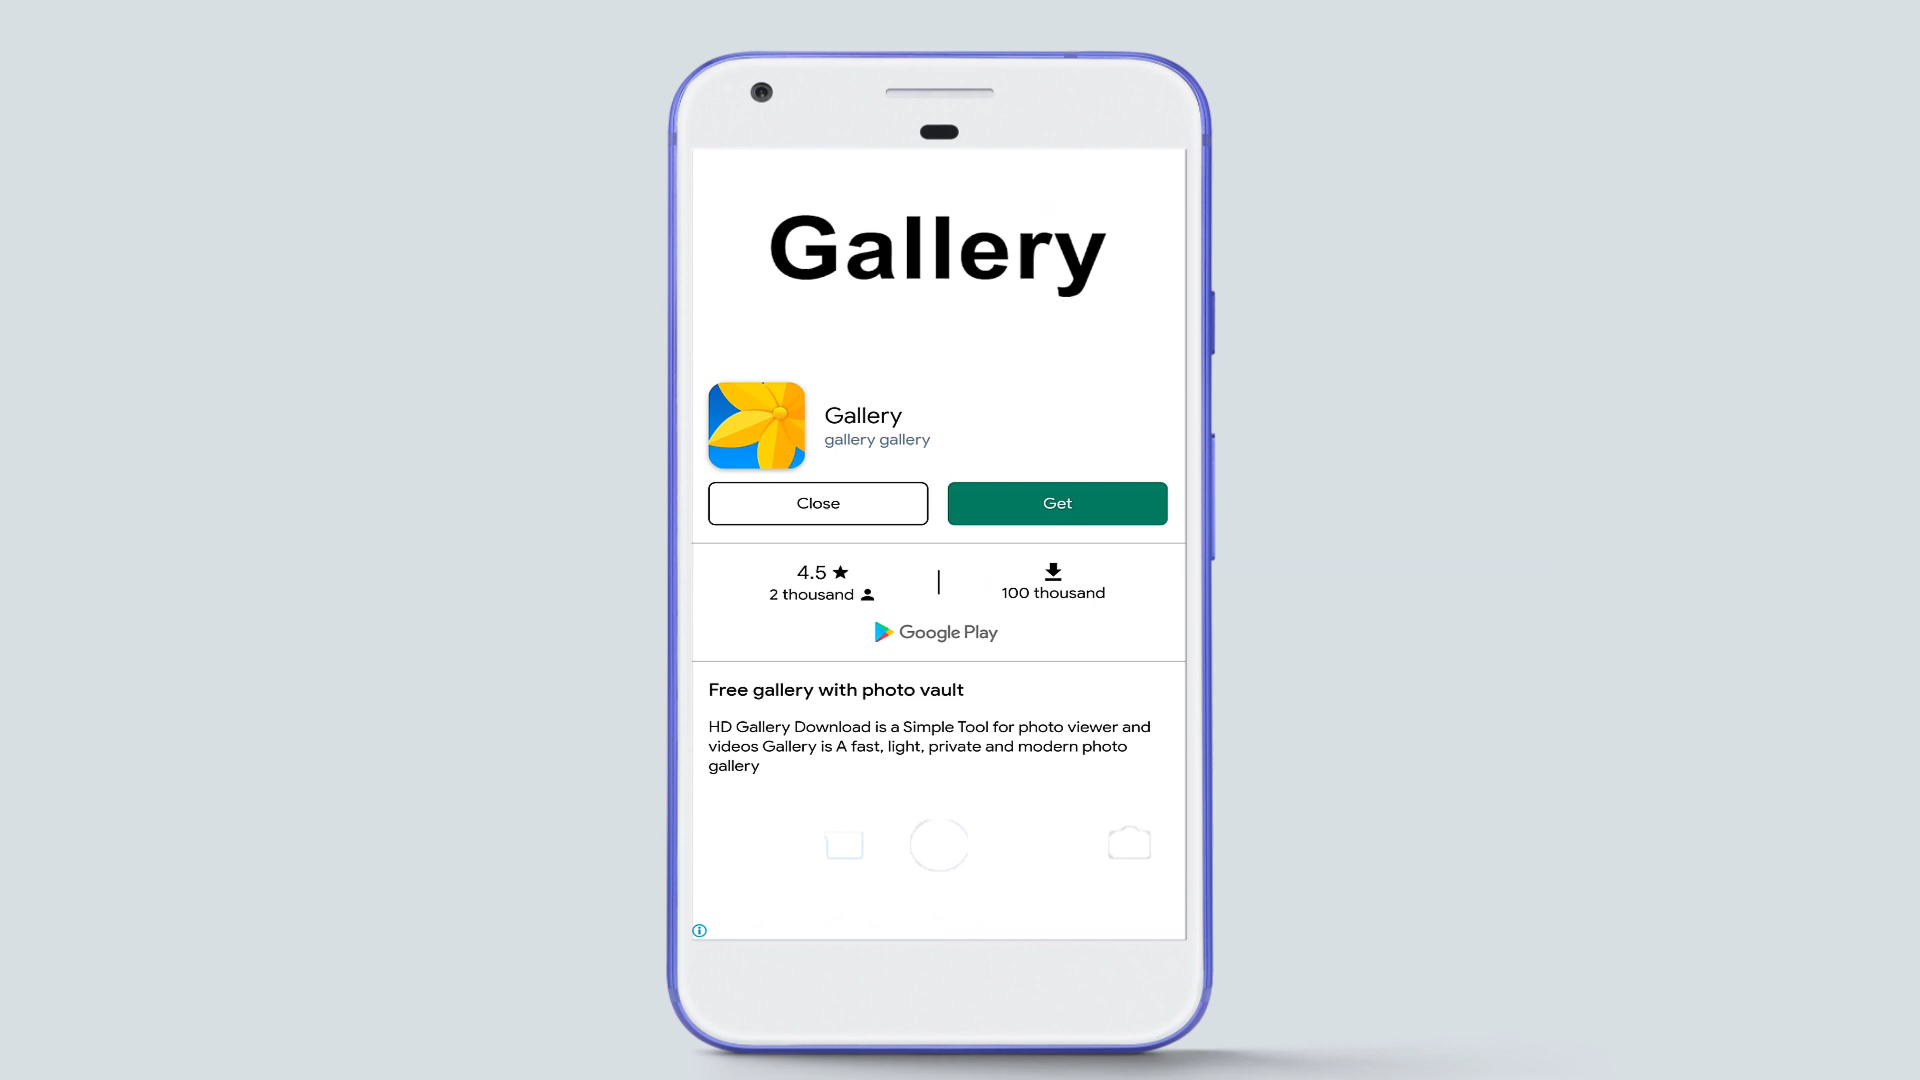 Gallery
Gallery
gallery gallery
Close
Get
4.5
2 thousand
100 thousand
Google Play
Free gallery with photo vault
HD Gallery Download is a Simple Tool for photo viewer and
videos Gallery is A fast, light, private and modern photo
gallery